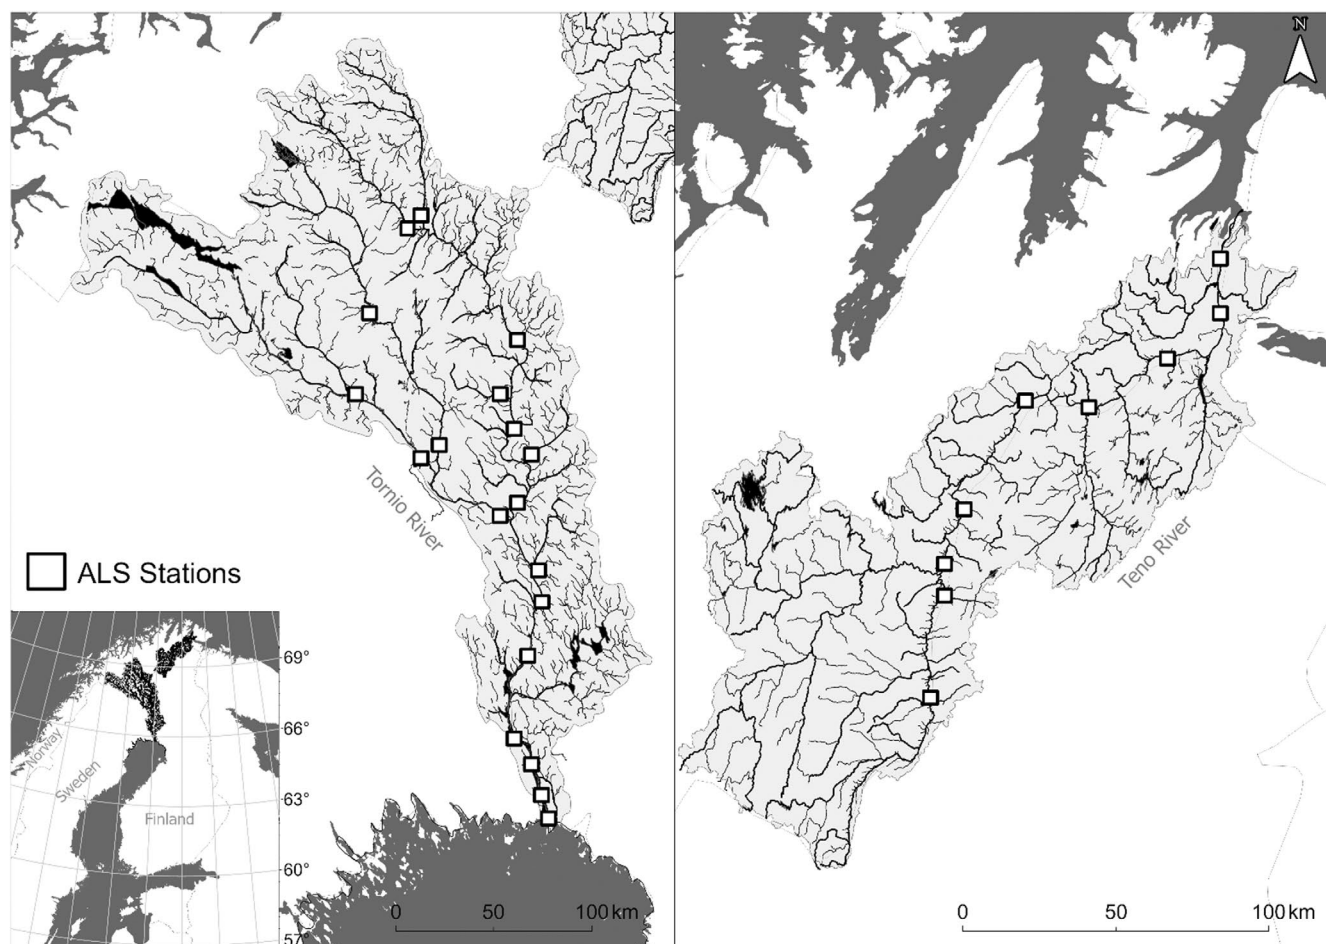 N
Tornio River
Teno River
ALS Stations
69°
66°
63°
60°
57°
Norway
Sweden
Finland
0 50 100 km
0 50 100 km